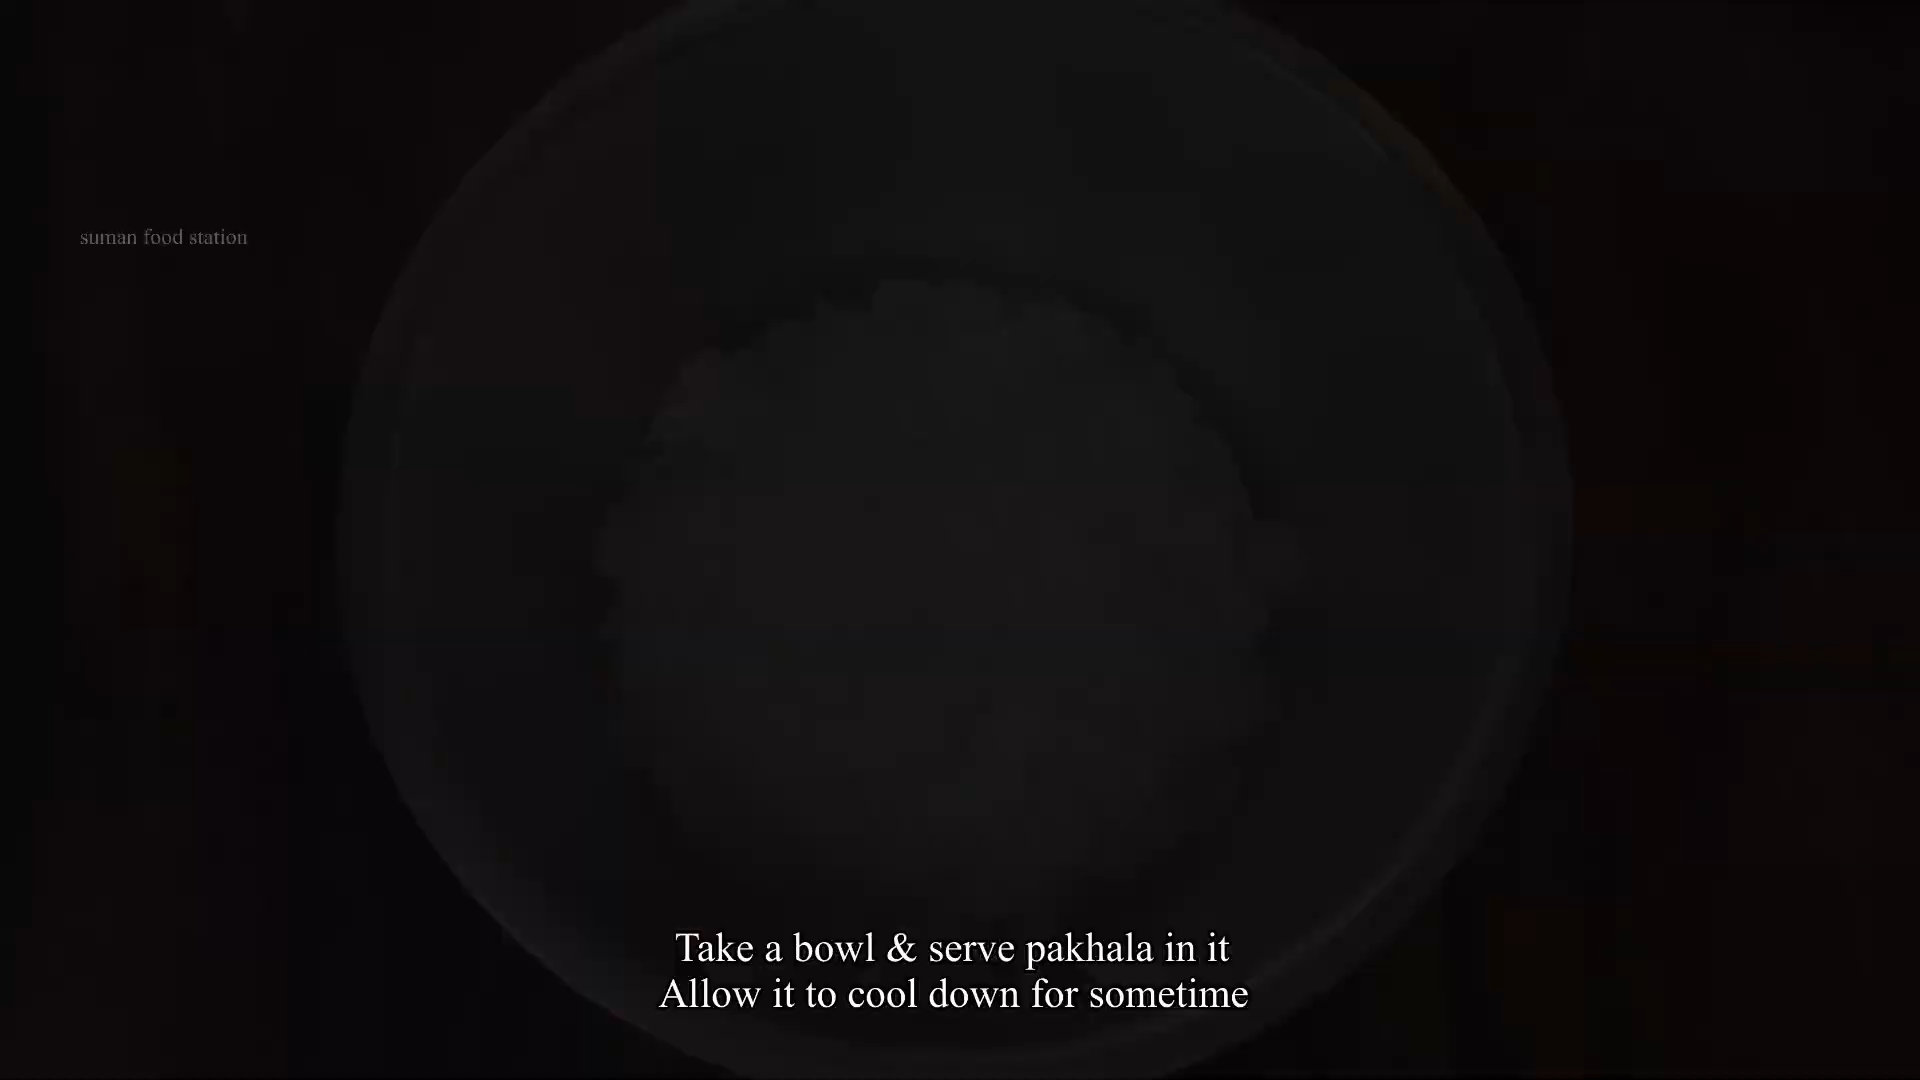 suman food station
Take a bowl & serve pakhala in it
Allow it to cool down for sometime